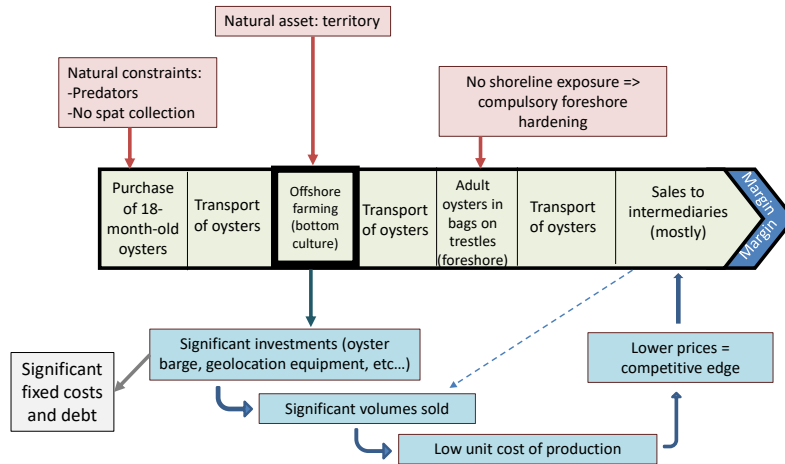 Natural asset: territory
Natural constraints:
-Predators
-No spat collection
No shoreline exposure =>
compulsory foreshore
hardening
Purchase
of 18-
month-old
oysters
Transport
of oysters
Offshore
farming
(bottom
culture)
Transport
of oysters
Adult
oysters in
bags on
trestles
(foreshore)
Transport
of oysters
Sales to
intermediaries
(mostly)
Margin
Margin
Significant investments (oyster
barge, geolocation equipment, etc…)
Lower prices =
competitive edge
Significant
fixed costs
and debt
Significant volumes sold
Low unit cost of production